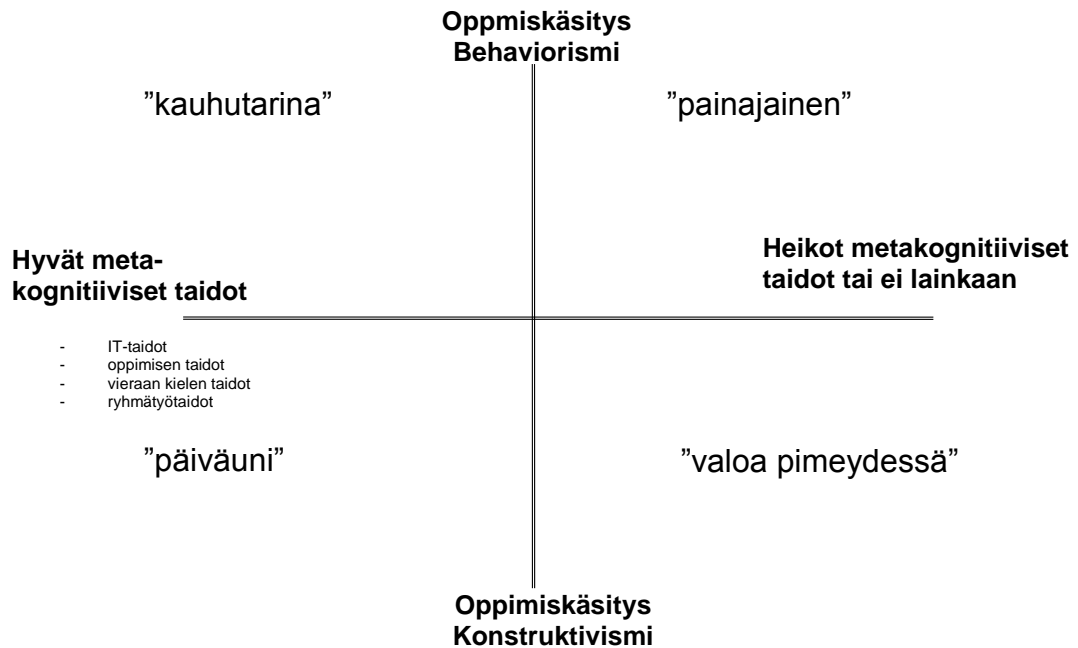 Oppmiskäsitys
Behaviorismi
”kauhutarina”
”painajainen”
Hyvät meta-
kognitiiviset taidot
Heikot metakognitiiviset
taidot tai ei lainkaan
- IT-taidot
- oppimisen taidot
- vieraan kielen taidot
- ryhmätyötaidot
”päiväuni”
”valoa pimeydessä”
Oppimiskäsitys
Konstruktivismi